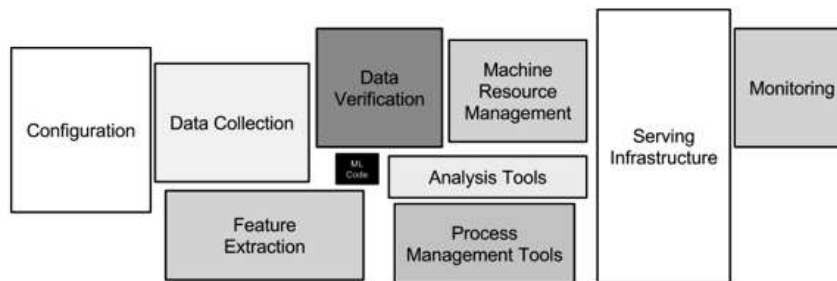 Configuration
Data Collection
Data
Verification
Machine
Resource
Management
Monitoring
Serving
Infrastructure
ML
Code
Analysis Tools
Feature
Extraction
Process
Management Tools